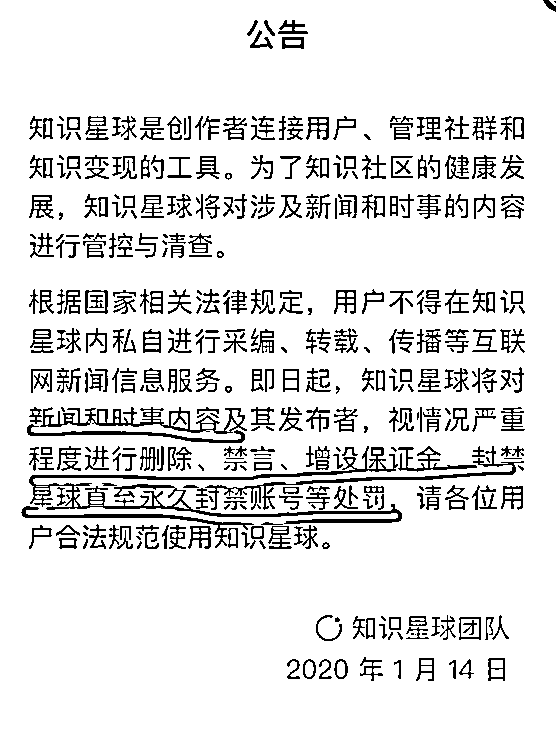 公告
知识星球是创作者连接用户、管理社群和
知识变现的工具。为了知识社区的健康发
展，知识星球将对涉及新闻和时事的内容
进行管控与清查。
根据国家相关法律规定，用户不得在知识
星球内私自进行采编、转载、传播等互联
网新闻信息服务。即日起，知识星球将对
新闻和时事内容及其发布者，视情况严重
程度进行删除、禁言、增设保证金、封禁
星球直至永久封禁账号等处罚，请各位用
户合法规范使用知识星球。
知识星球团队
2020 年 1 月 14 日